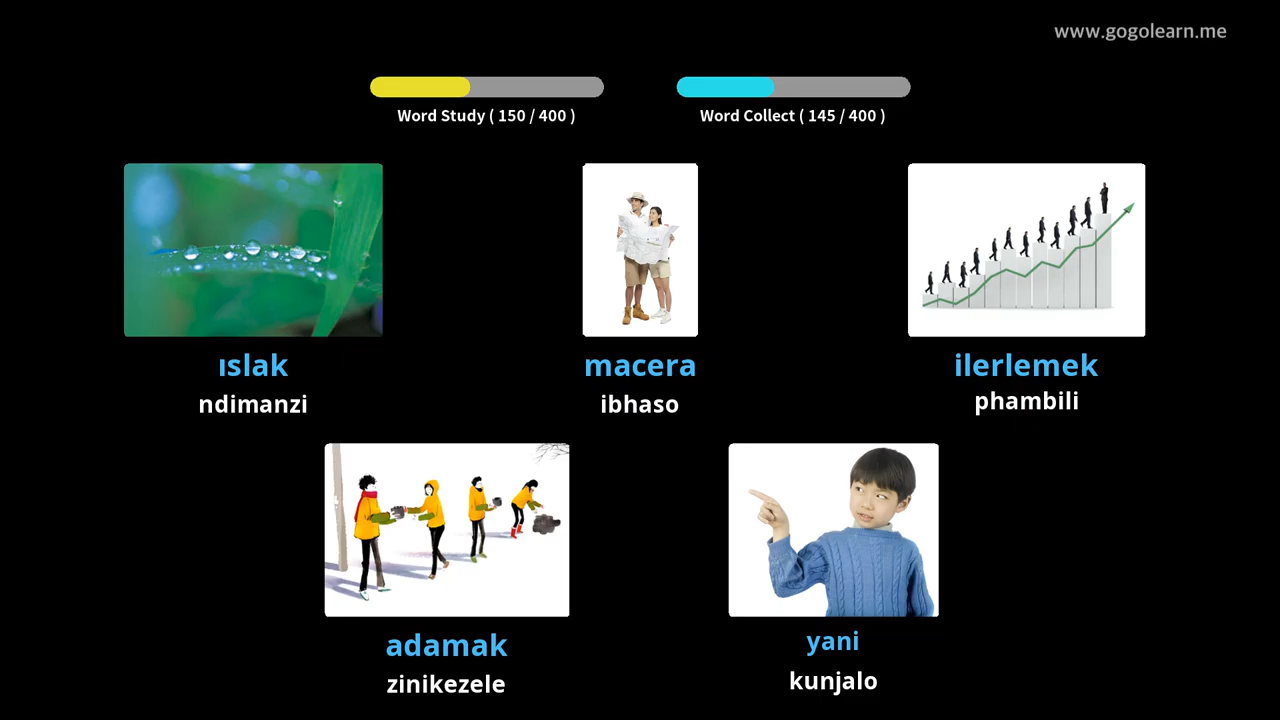 www.gogolearn.me
Word Study ( 150 / 400 )
Word Collect ( 145 / 400 )
ıslak
ndimanzi
macera
ibhaso
ilerlemek
phambili
adamak
zinikezele
yani
kunjalo